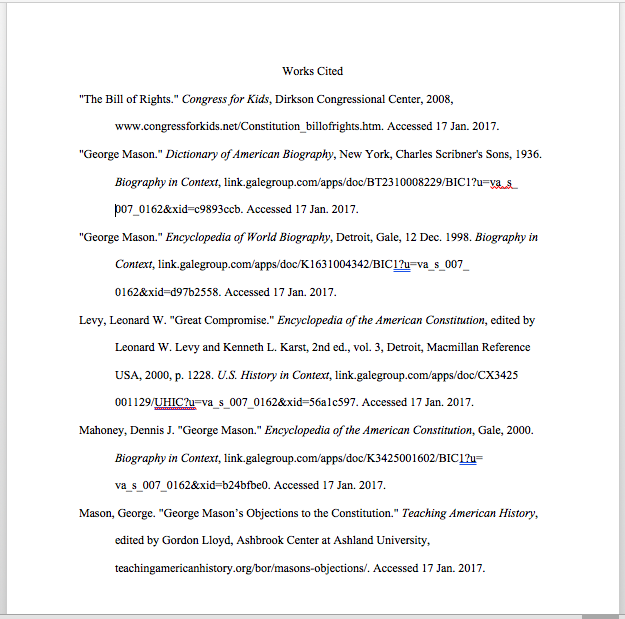 Works Cited
"The Bill of Rights." Congress for Kids, Dirkson Congressional Center, 2008,
www.congressforkids.net/Constitution_billofrights.htm. Accessed 17 Jan. 2017.
"George Mason." Dictionary of American Biography, New York, Charles Scribner's Sons, 1936.
Biography in Context, link.galegroup.com/apps/doc/BT2310008229/BIC1?u=va_s_
007_0162&xid=c9893ccb. Accessed 17 Jan. 2017.
"George Mason." Encyclopedia of World Biography, Detroit, Gale, 12 Dec. 1998. Biography in
Context, link.galegroup.com/apps/doc/K1631004342/BIC1?u=va_s_007_
0162&xid=d97b2558. Accessed 17 Jan. 2017.
Levy, Leonard W. "Great Compromise." Encyclopedia of the American Constitution, edited by
Leonard W. Levy and Kenneth L. Karst, 2nd ed., vol. 3, Detroit, Macmillan Reference
USA, 2000, p. 1228. U.S. History in Context, link.galegroup.com/apps/doc/CX3425
001129/UHIC?u=va_s_007_0162&xid=56a1c597. Accessed 17 Jan. 2017.
Mahoney, Dennis J. "George Mason." Encyclopedia of the American Constitution, Gale, 2000.
Biography in Context, link.galegroup.com/apps/doc/K3425001602/BIC1?u=
va_s_007_0162&xid=b24bfbe0. Accessed 17 Jan. 2017.
Mason, George. "George Mason’s Objections to the Constitution." Teaching American History,
edited by Gordon Lloyd, Ashbrook Center at Ashland University,
teachingamericanhistory.org/bor/masons-objections/. Accessed 17 Jan. 2017.